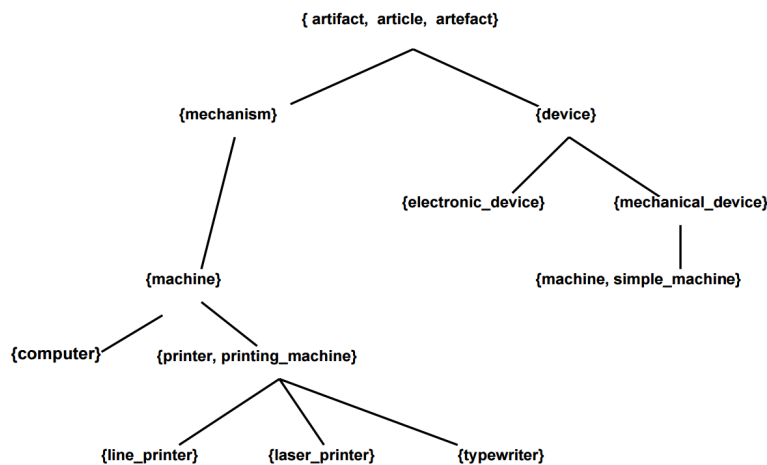 { artifact, article, artefact}
{mechanism}
{device}
{electronic_device}
{mechanical_device}
{machine}
{machine, simple_machine}
{computer}
{printer, printing_machine}
{line_printer}
{laser_printer}
{typewriter}